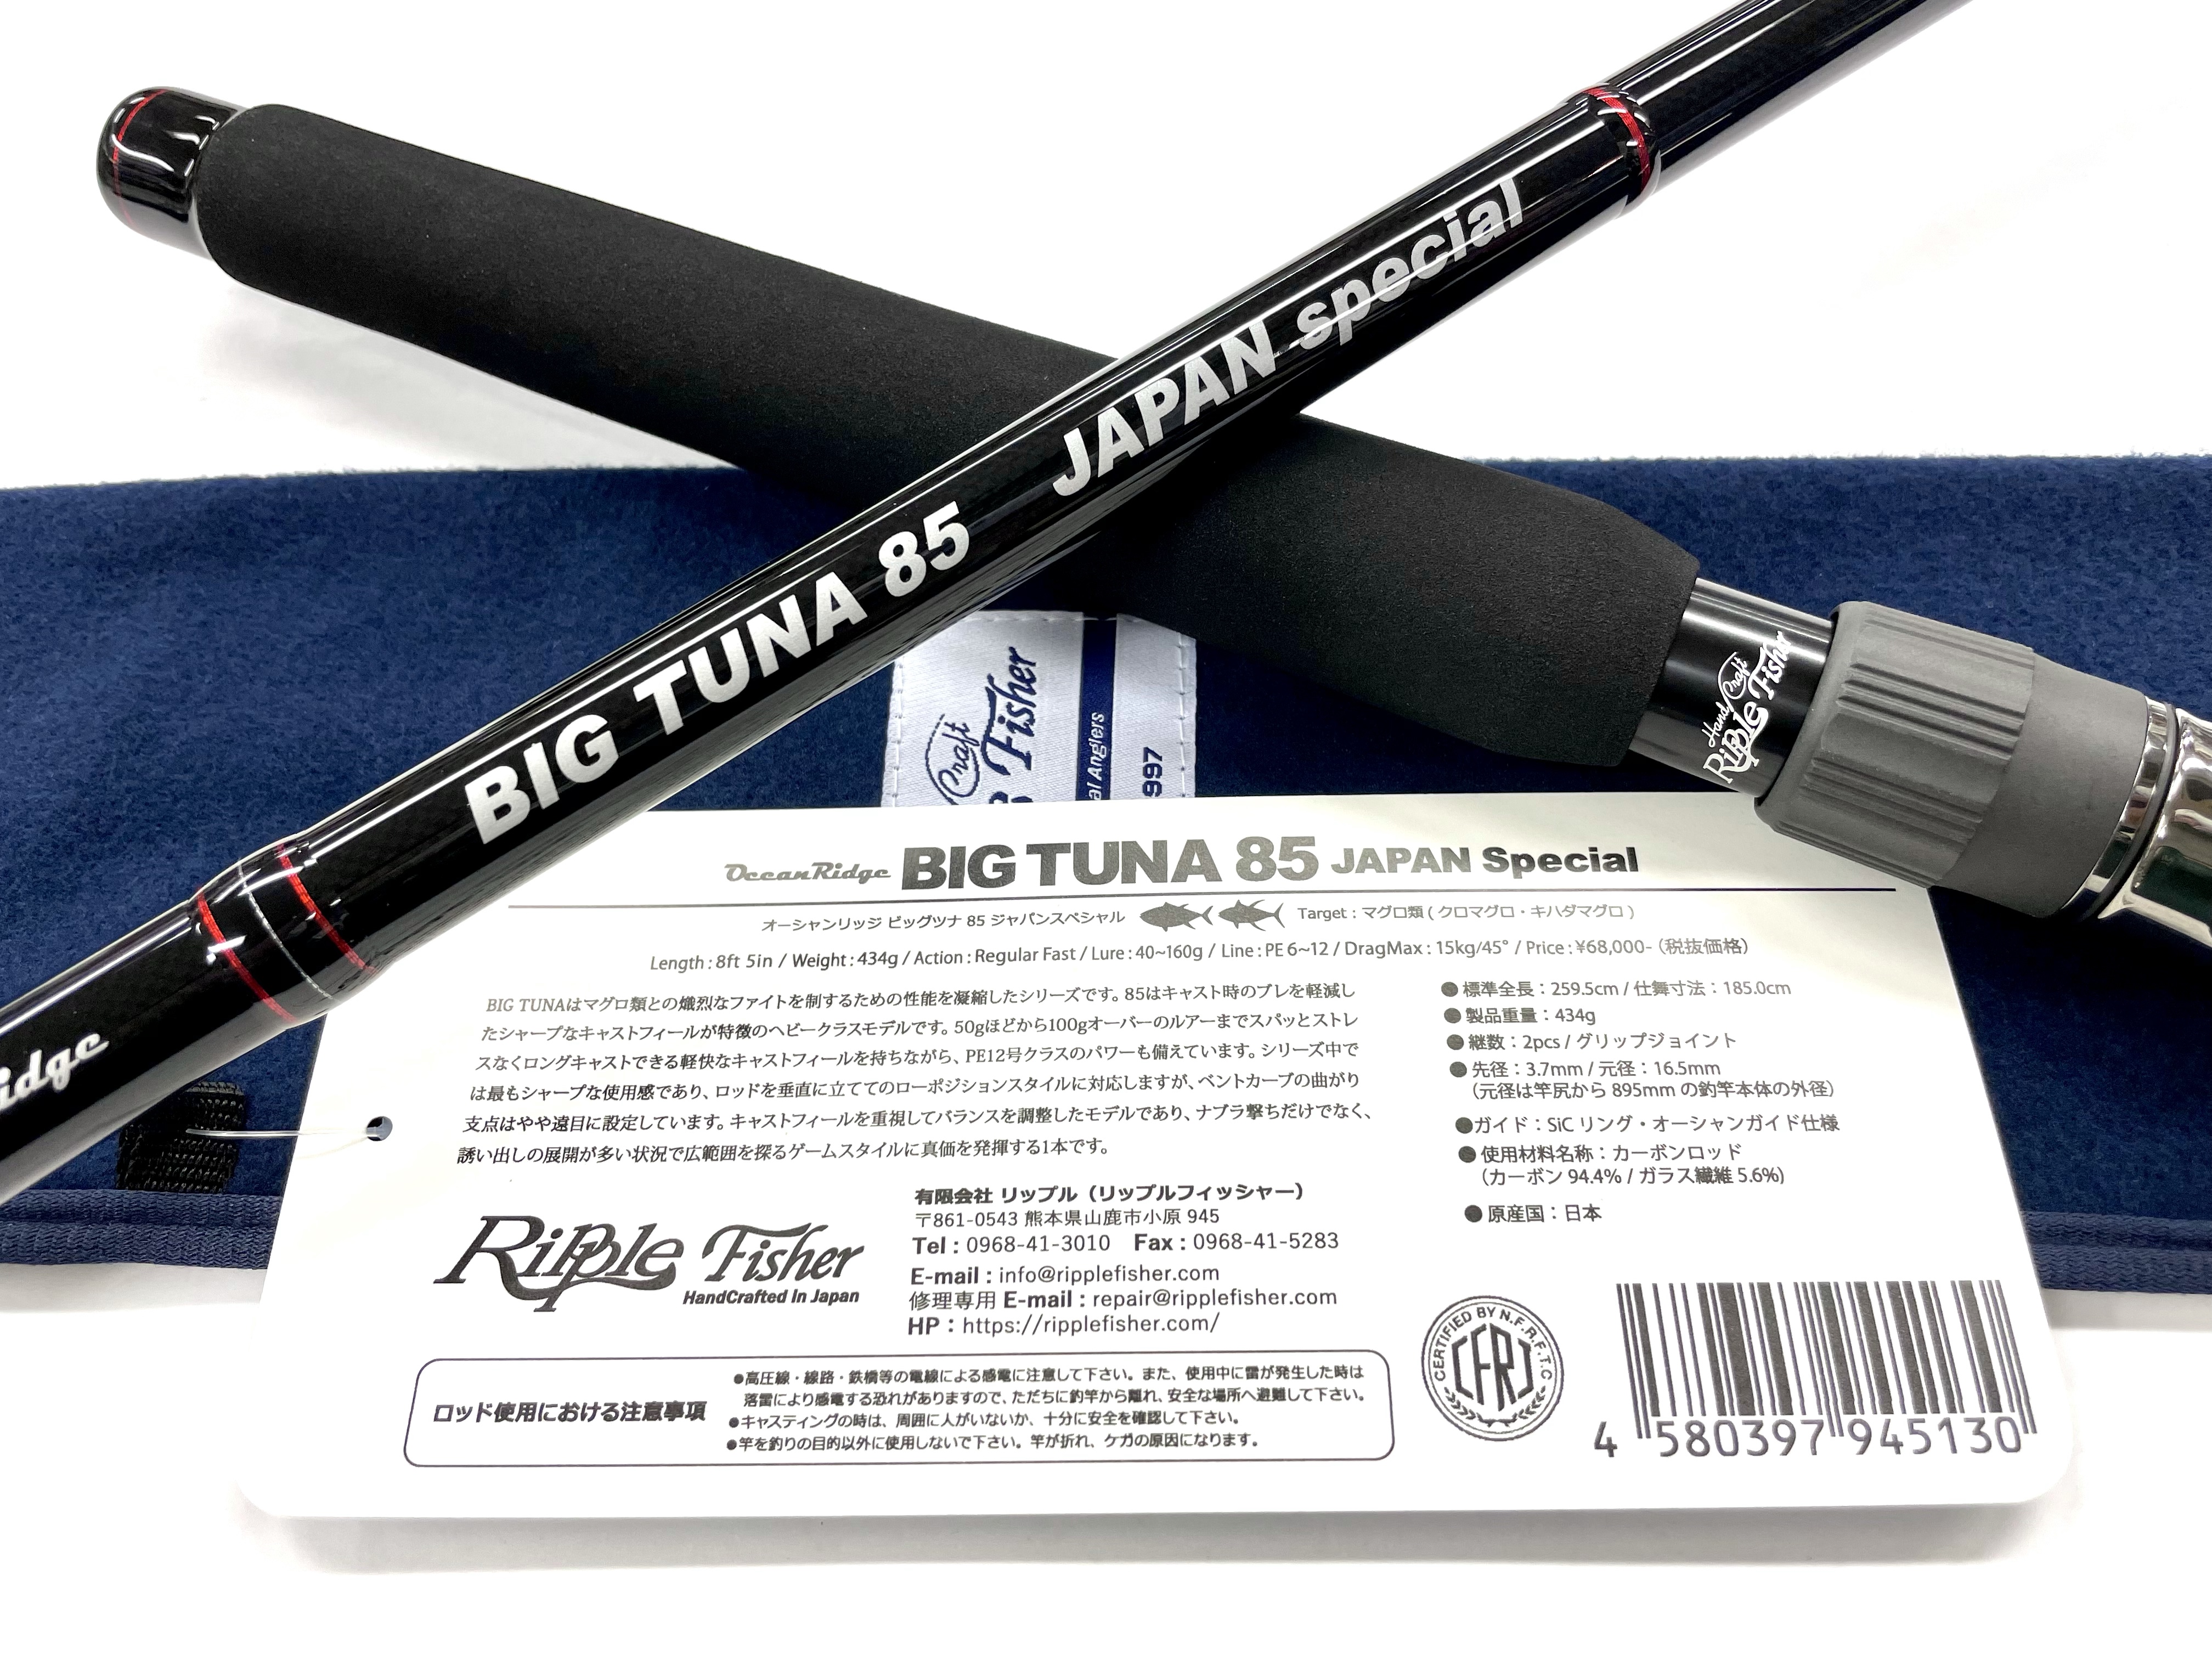 BIG TUNA 85 JAPAN special
Hand Craft
Ripple Fisher
Craft
Fisher
al Anglers
997
idge
OceanRidge BIG TUNA 85 JAPAN Special
オーシャンリッジ ビッグツナ 85 ジャパンスペシャル Target : マグロ類 ( クロマグロ・キハダマグロ )
Length : 8ft 5in / Weight : 434g / Action : Regular Fast / Lure : 40~160g / Line : PE 6~12 / DragMax : 15kg/45° / Price : ¥68,000- (税抜価格)
BIG TUNAはマグロ類との熾烈なファイトを制するための性能を凝縮したシリーズです。85はキャスト時のブレを軽減し
たシャープなキャストフィールが特徴のヘビークラスモデルです。50gほどから100gオーバーのルアーまでスパッとストレ
スなくロングキャストできる軽快なキャストフィールを持ちながら、PE12号クラスのパワーも備えています。シリーズ中で
は最もシャープな使用感であり、ロッドを垂直に立ててのローポジションスタイルに対応しますが、ベントカーブの曲がり
支点はやや遠目に設定しています。キャストフィールを重視してバランスを調整したモデルであり、ナブラ撃ちだけでなく、
誘い出しの展開が多い状況で広範囲を探るゲームスタイルに真価を発揮する1本です。
●標準全長：259.5cm / 仕舞寸法：185.0cm
●製品重量：434g
●継数：2pcs / グリップジョイント
●先径：3.7mm / 元径：16.5mm
(元径は竿尻から 895mm の釣竿本体の外径)
●ガイド：SiC リング・オーシャンガイド仕様
●使用材料名称：カーボンロッド
(カーボン 94.4% / ガラス繊維 5.6%)
●原産国：日本
Ripple Fisher
HandCrafted In Japan
有限会社 リップル（リップルフィッシャー）
〒861-0543 熊本県山鹿市小原 945
Tel : 0968-41-3010 Fax : 0968-41-5283
E-mail : info@ripplefisher.com
修理専用 E-mail : repair@ripplefisher.com
HP : https://ripplefisher.com/
ロッド使用における注意事項
●高圧線・線路・鉄橋等の電線による感電に注意して下さい。また、使用中に雷が発生した時は
落雷により感電する恐れがありますので、ただちに釣竿から離れ、安全な場所へ避難して下さい。
●キャスティングの時は、周囲に人がいないか、十分に安全を確認して下さい。
●竿を釣りの目的以外に使用しないで下さい。竿が折れ、ケガの原因になります。
CERTIFIED BY N.F.R.F.T.C
CFRJ
4 580397 945130